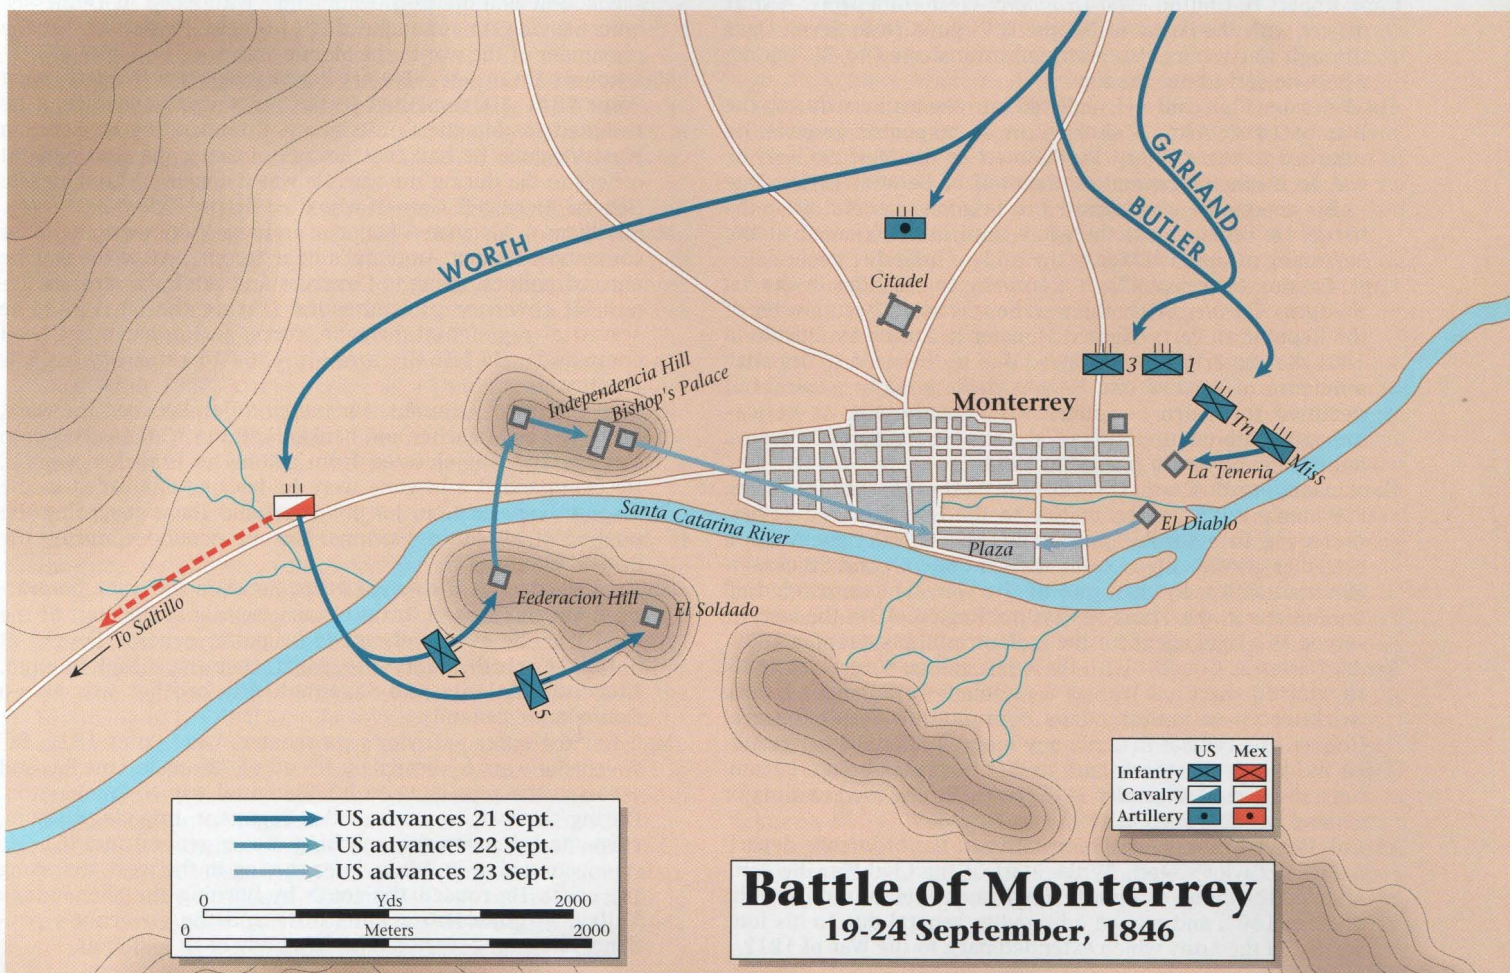 GARLAND
BUTLER
WORTH
Citadel
3
1
Independencia Hill
Bishop's Palace
Monterrey
Tn
Miss
La Teneria
Santa Catarina River
El Diablo
Plaza
To Saltillo
Federacion Hill
El Soldado
7
5
US Mex
Infantry
Cavalry
Artillery
US advances 21 Sept.
US advances 22 Sept.
US advances 23 Sept.
0 Yds 2000
0 Meters 2000
Battle of Monterrey
19-24 September, 1846